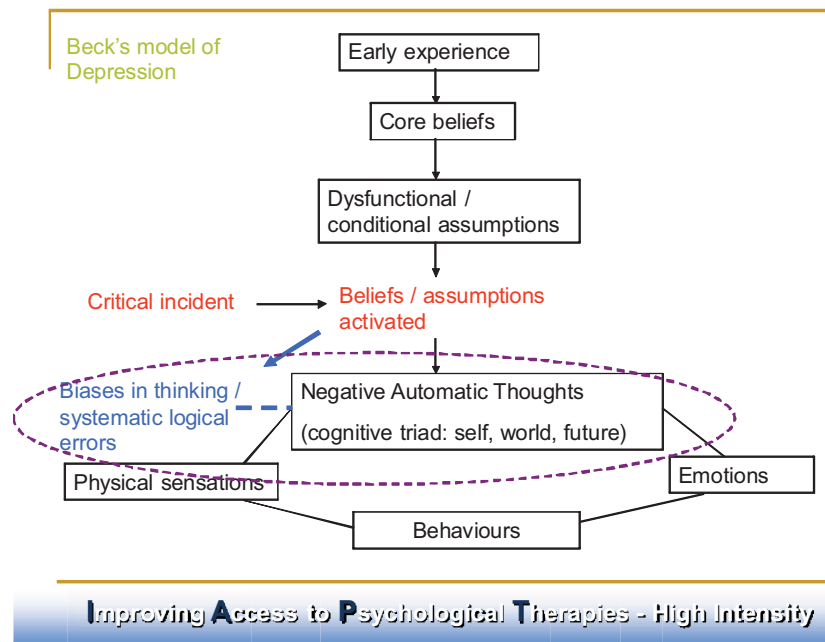 Beck's model of
Depression
Early experience
Core beliefs
Dysfunctional /
conditional assumptions
Critical incident
Beliefs / assumptions
activated
Biases in thinking /
systematic logical
errors
Negative Automatic Thoughts
(cognitive triad: self, world, future)
Physical sensations
Emotions
Behaviours
Improving Access to Psychological Therapies - High Intensity